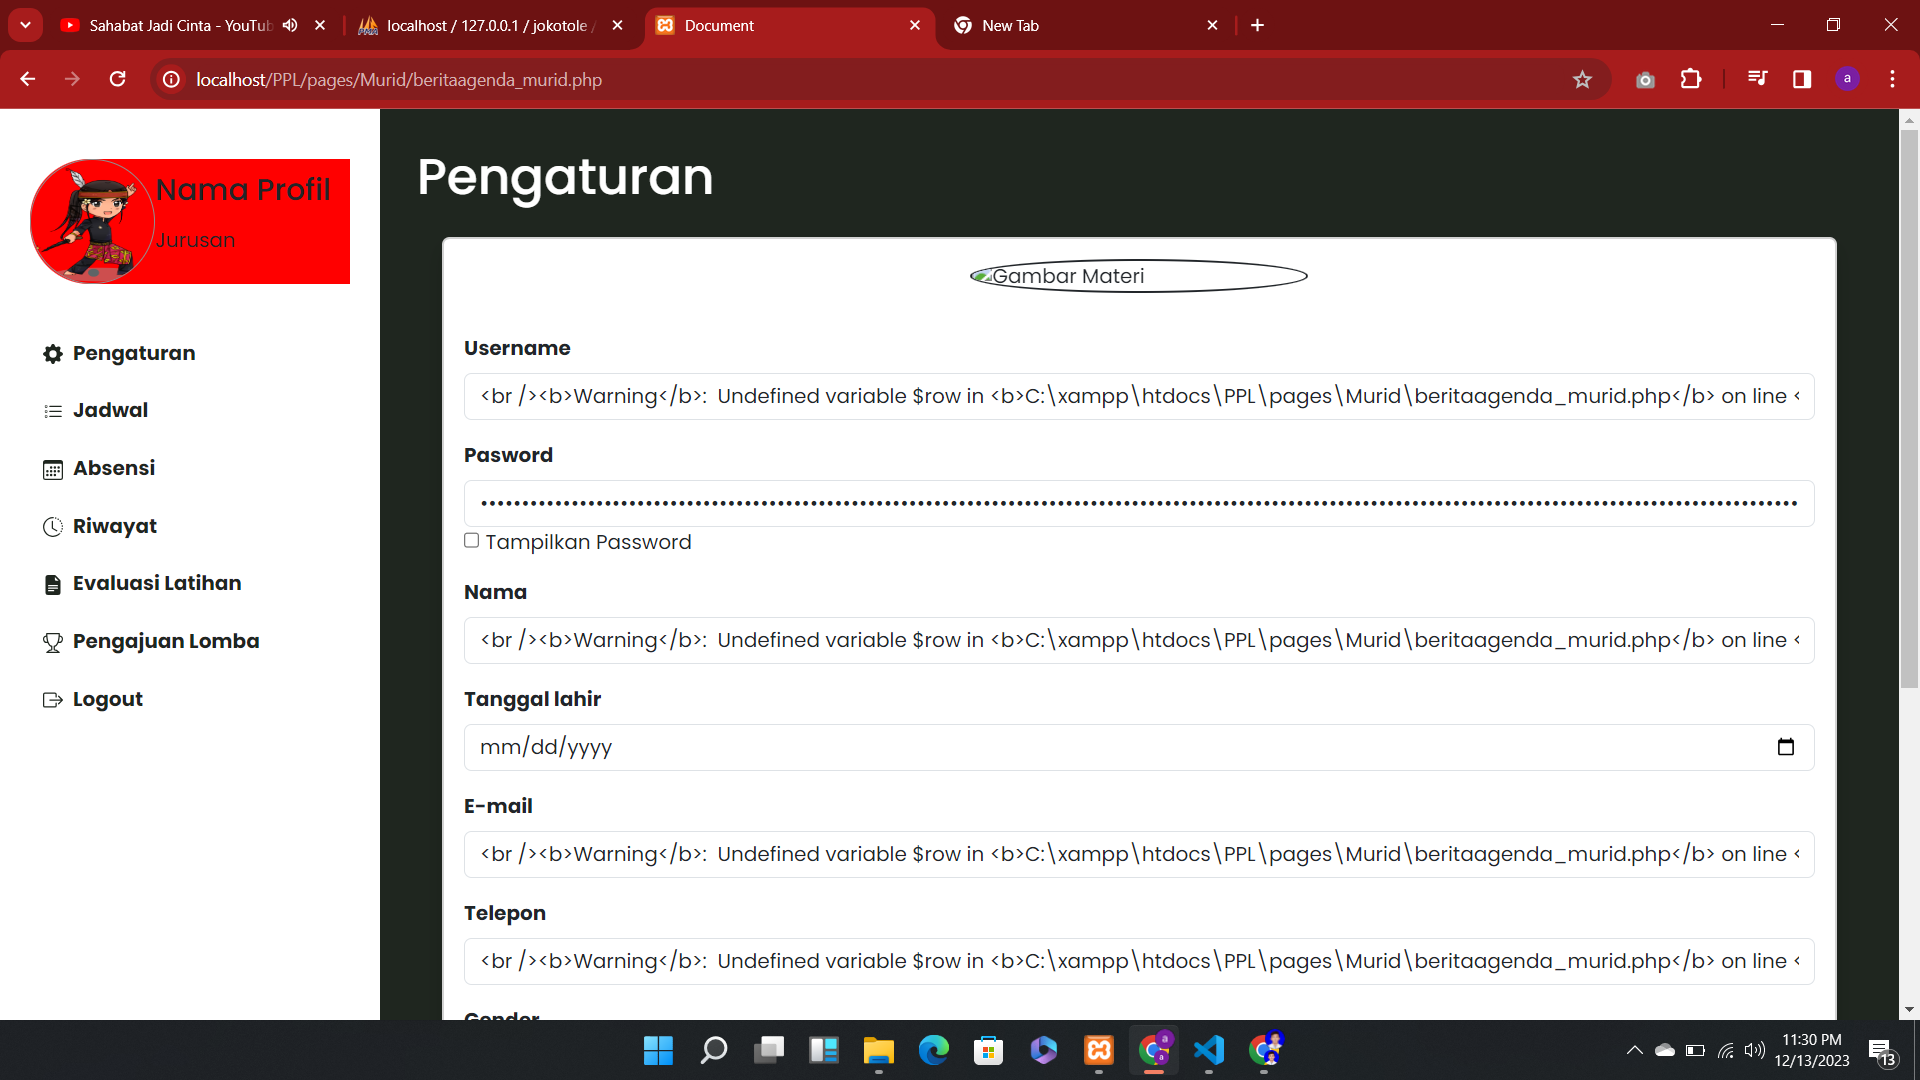 Sahabat Jadi Cinta - YouTub
localhost / 127.0.0.1 / jokotole /
Document
New Tab
localhost/PPL/pages/Murid/beritaagenda_murid.php
a
Nama Profil
Jurusan
Pengaturan
Jadwal
Absensi
Riwayat
Evaluasi Latihan
Pengajuan Lomba
Logout
Pengaturan
Gambar Materi
Username
<br /><b>Warning</b>:  Undefined variable $row in <b>C:\xampp\htdocs\PPL\pages\Murid\beritaagenda_murid.php</b> on line <
Pasword
Tampilkan Password
Nama
<br /><b>Warning</b>:  Undefined variable $row in <b>C:\xampp\htdocs\PPL\pages\Murid\beritaagenda_murid.php</b> on line <
Tanggal lahir
mm/dd/yyyy
E-mail
<br /><b>Warning</b>:  Undefined variable $row in <b>C:\xampp\htdocs\PPL\pages\Murid\beritaagenda_murid.php</b> on line <
Telepon
<br /><b>Warning</b>:  Undefined variable $row in <b>C:\xampp\htdocs\PPL\pages\Murid\beritaagenda_murid.php</b> on line <
Gender
11:30 PM
12/13/2023
13